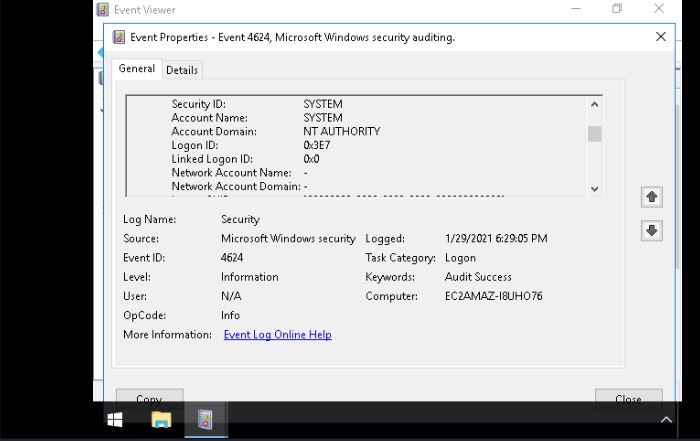 Event Viewer
Event Properties - Event 4624, Microsoft Windows security auditing.
General Details
Security ID: SYSTEM
Account Name: SYSTEM
Account Domain: NT AUTHORITY
Logon ID: 0x3E7
Linked Logon ID: 0x0
Network Account Name: -
Network Account Domain: -
Log Name: Security
Source: Microsoft Windows security Logged: 1/29/2021 6:29:05 PM
Event ID: 4624 Task Category: Logon
Level: Information Keywords: Audit Success
User: N/A Computer: EC2AMAZ-I8UHO76
OpCode: Info
More Information: Event Log Online Help
Copy Close